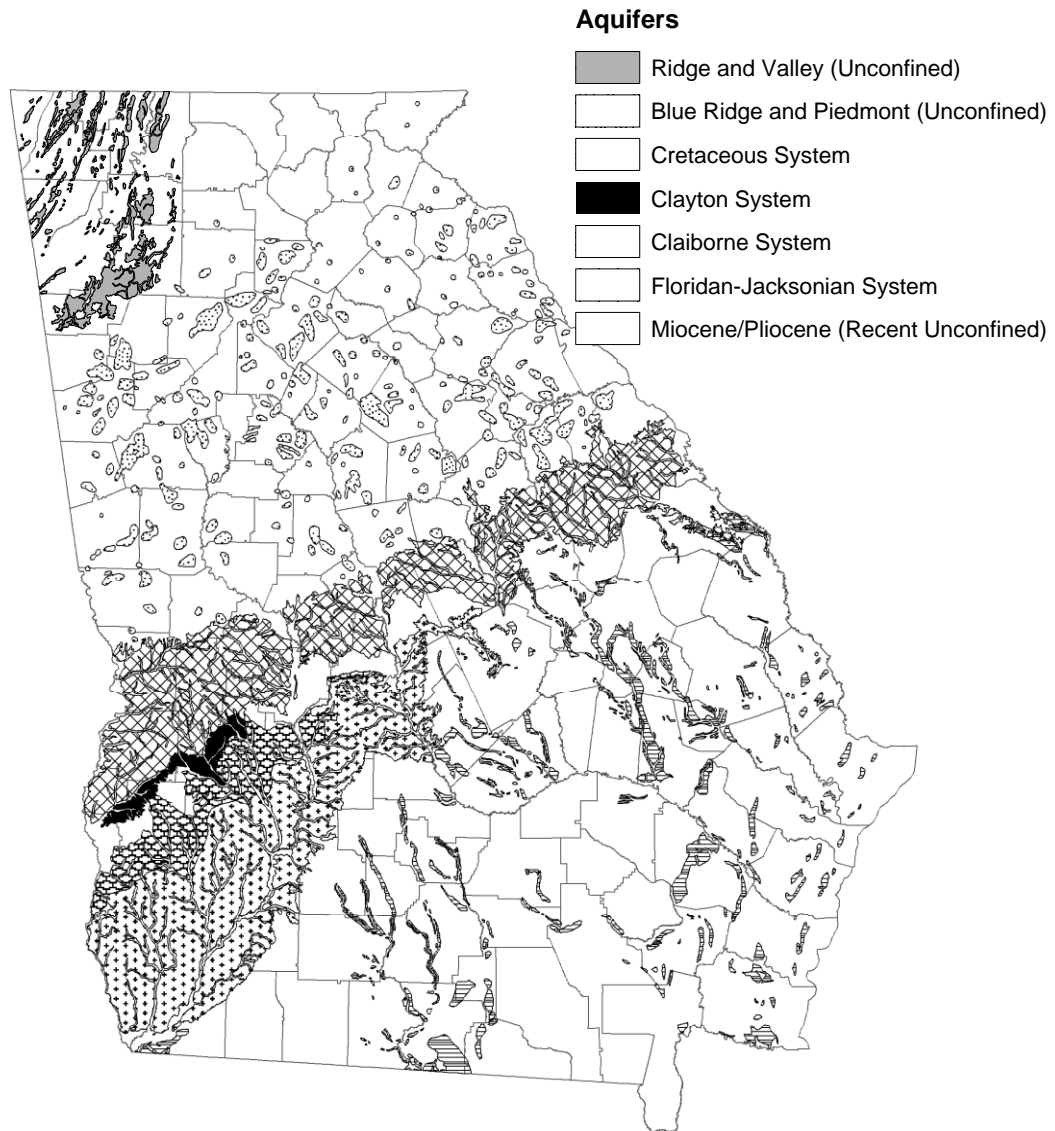 Aquifers
Ridge and Valley (Unconfined)
Blue Ridge and Piedmont (Unconfined)
Cretaceous System
Clayton System
Claiborne System
Floridan-Jacksonian System
Miocene/Pliocene (Recent Unconfined)